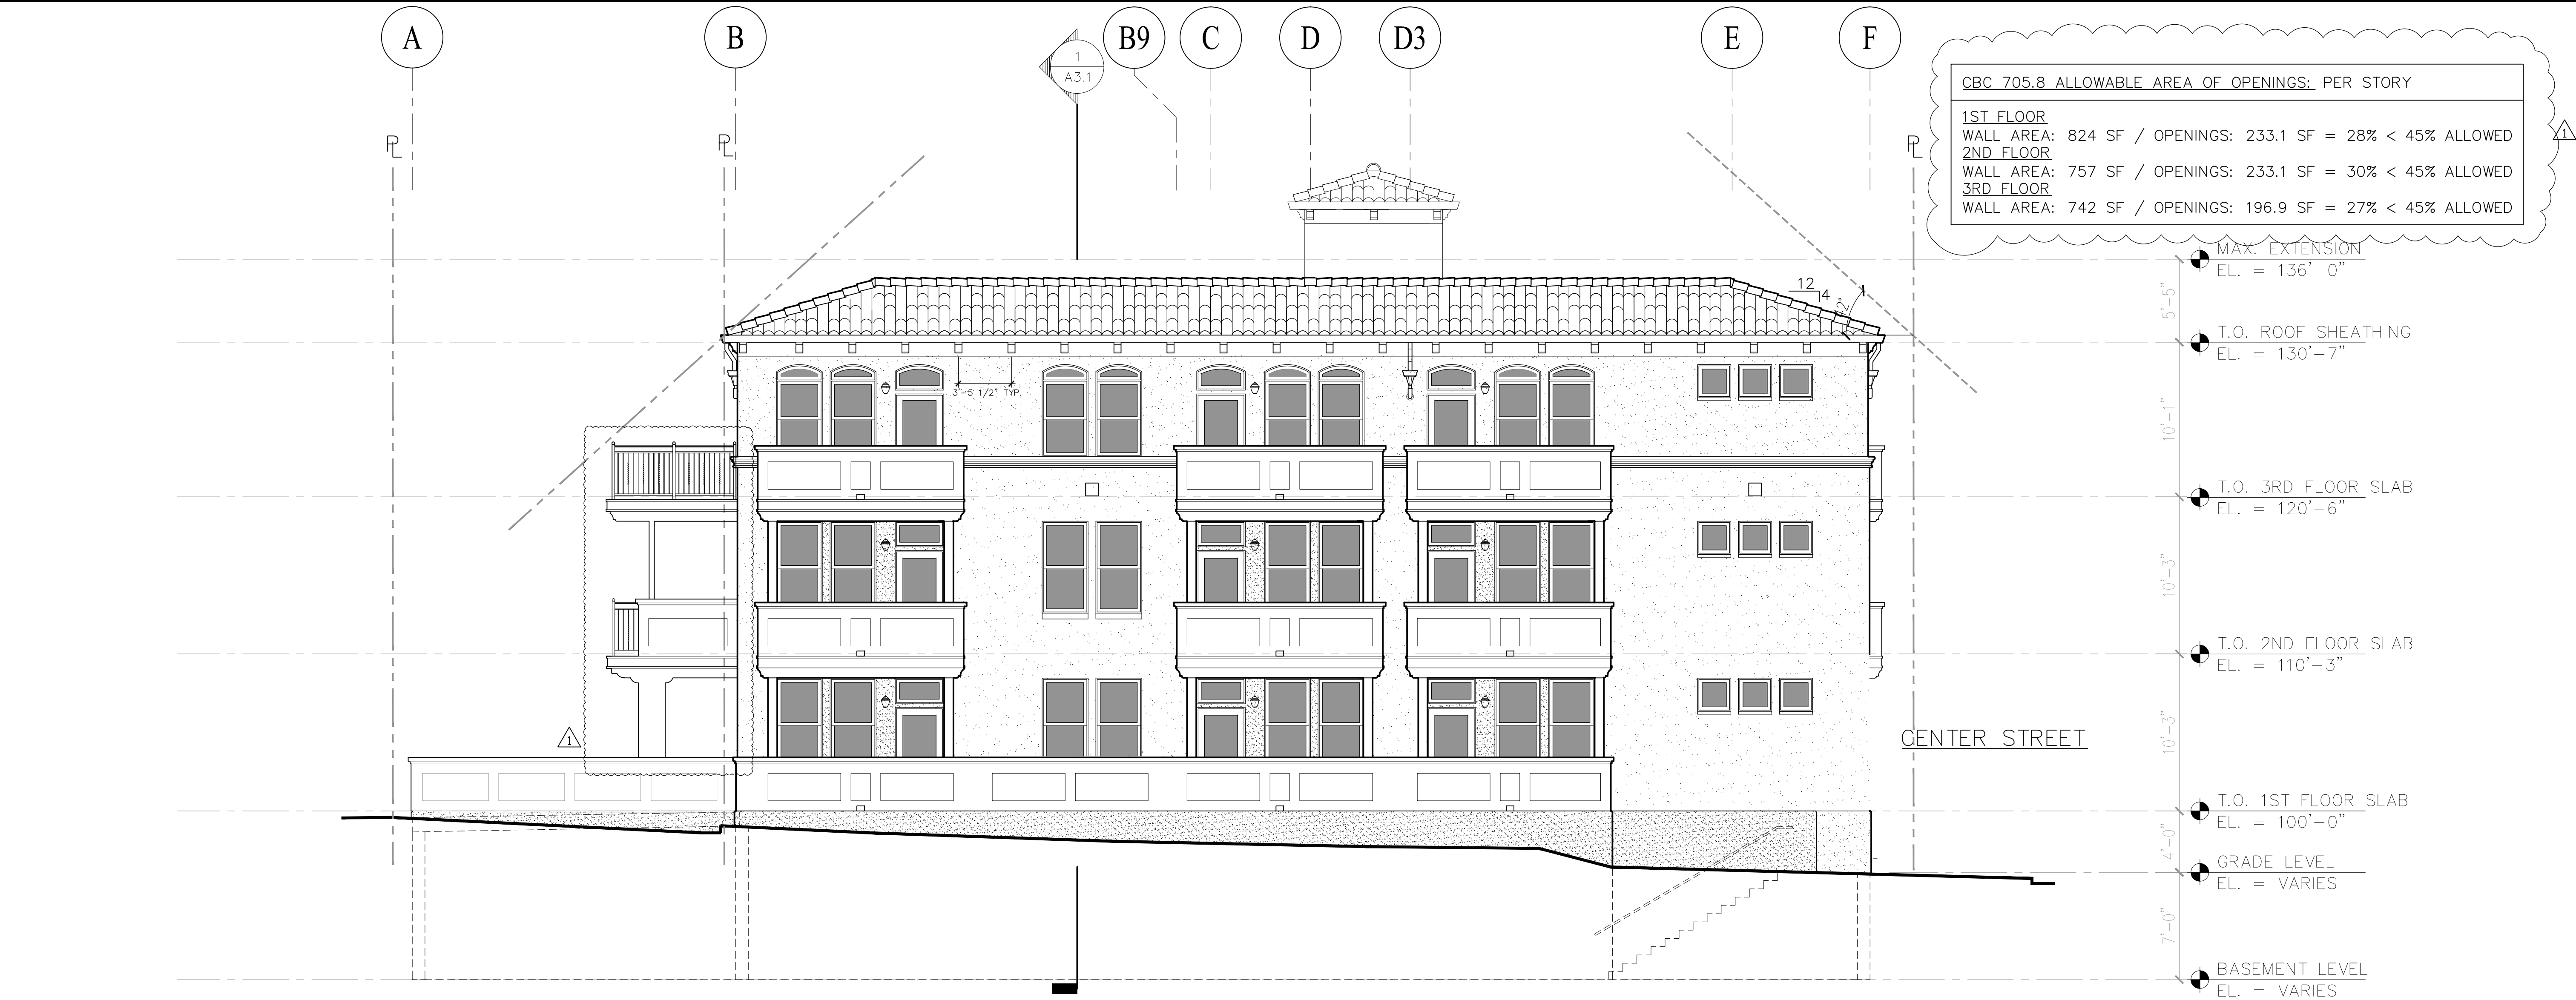 A
B
B9
C
D
D3
E
F
1
A3.1
CBC 705.8 ALLOWABLE AREA OF OPENINGS: PER STORY
1ST FLOOR
WALL AREA: 824 SF / OPENINGS: 233.1 SF = 28% < 45% ALLOWED
2ND FLOOR
WALL AREA: 757 SF / OPENINGS: 233.1 SF = 30% < 45% ALLOWED
3RD FLOOR
WALL AREA: 742 SF / OPENINGS: 196.9 SF = 27% < 45% ALLOWED
1
PL
PL
PL
MAX. EXTENSION
EL. = 136'-0"
12
4
5'-5"
T.O. ROOF SHEATHING
EL. = 130'-7"
3'-5 1/2" TYP.
10'-1"
T.O. 3RD FLOOR SLAB
EL. = 120'-6"
10'-3"
T.O. 2ND FLOOR SLAB
EL. = 110'-3"
1
CENTER STREET
10'-3"
T.O. 1ST FLOOR SLAB
EL. = 100'-0"
4'-0"
GRADE LEVEL
EL. = VARIES
7'-0"
BASEMENT LEVEL
EL. = VARIES